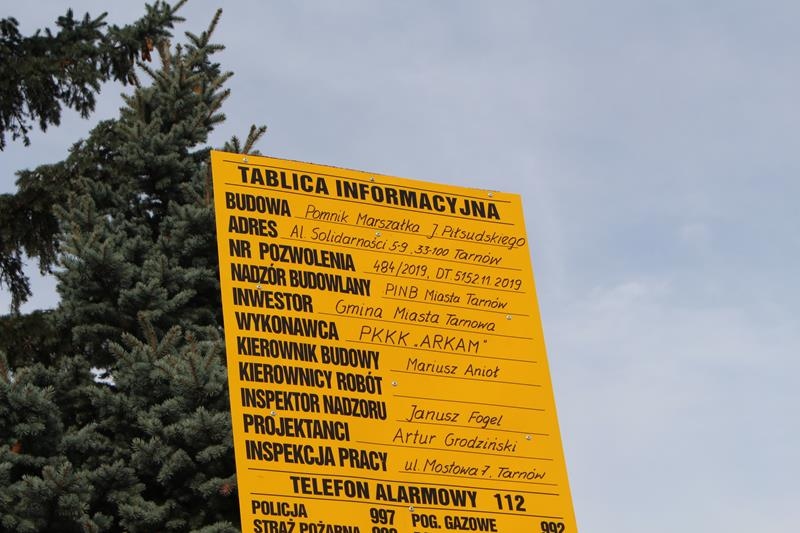 TABLICA INFORMACYJNA
BUDOWA Pomnik Marszałka J. Piłsudskiego
ADRES Al. Solidarności 5-9, 33-100 Tarnów
NR POZWOLENIA 484/2019, DT 5152.11.2019
NADZÓR BUDOWLANY PINB Miasta Tarnów
INWESTOR Gmina Miasta Tarnowa
WYKONAWCA PKKK „ARKAM"
KIEROWNIK BUDOWY Mariusz Anioł
KIEROWNICY ROBÓT
INSPEKTOR NADZORU Janusz Fogel
PROJEKTANCI Artur Grodziński
INSPEKCJA PRACY ul. Mostowa 7, Tarnów
TELEFON ALARMOWY 112
POLICJA 997 POG. GAZOWE 992
STRAŻ POŻARNA